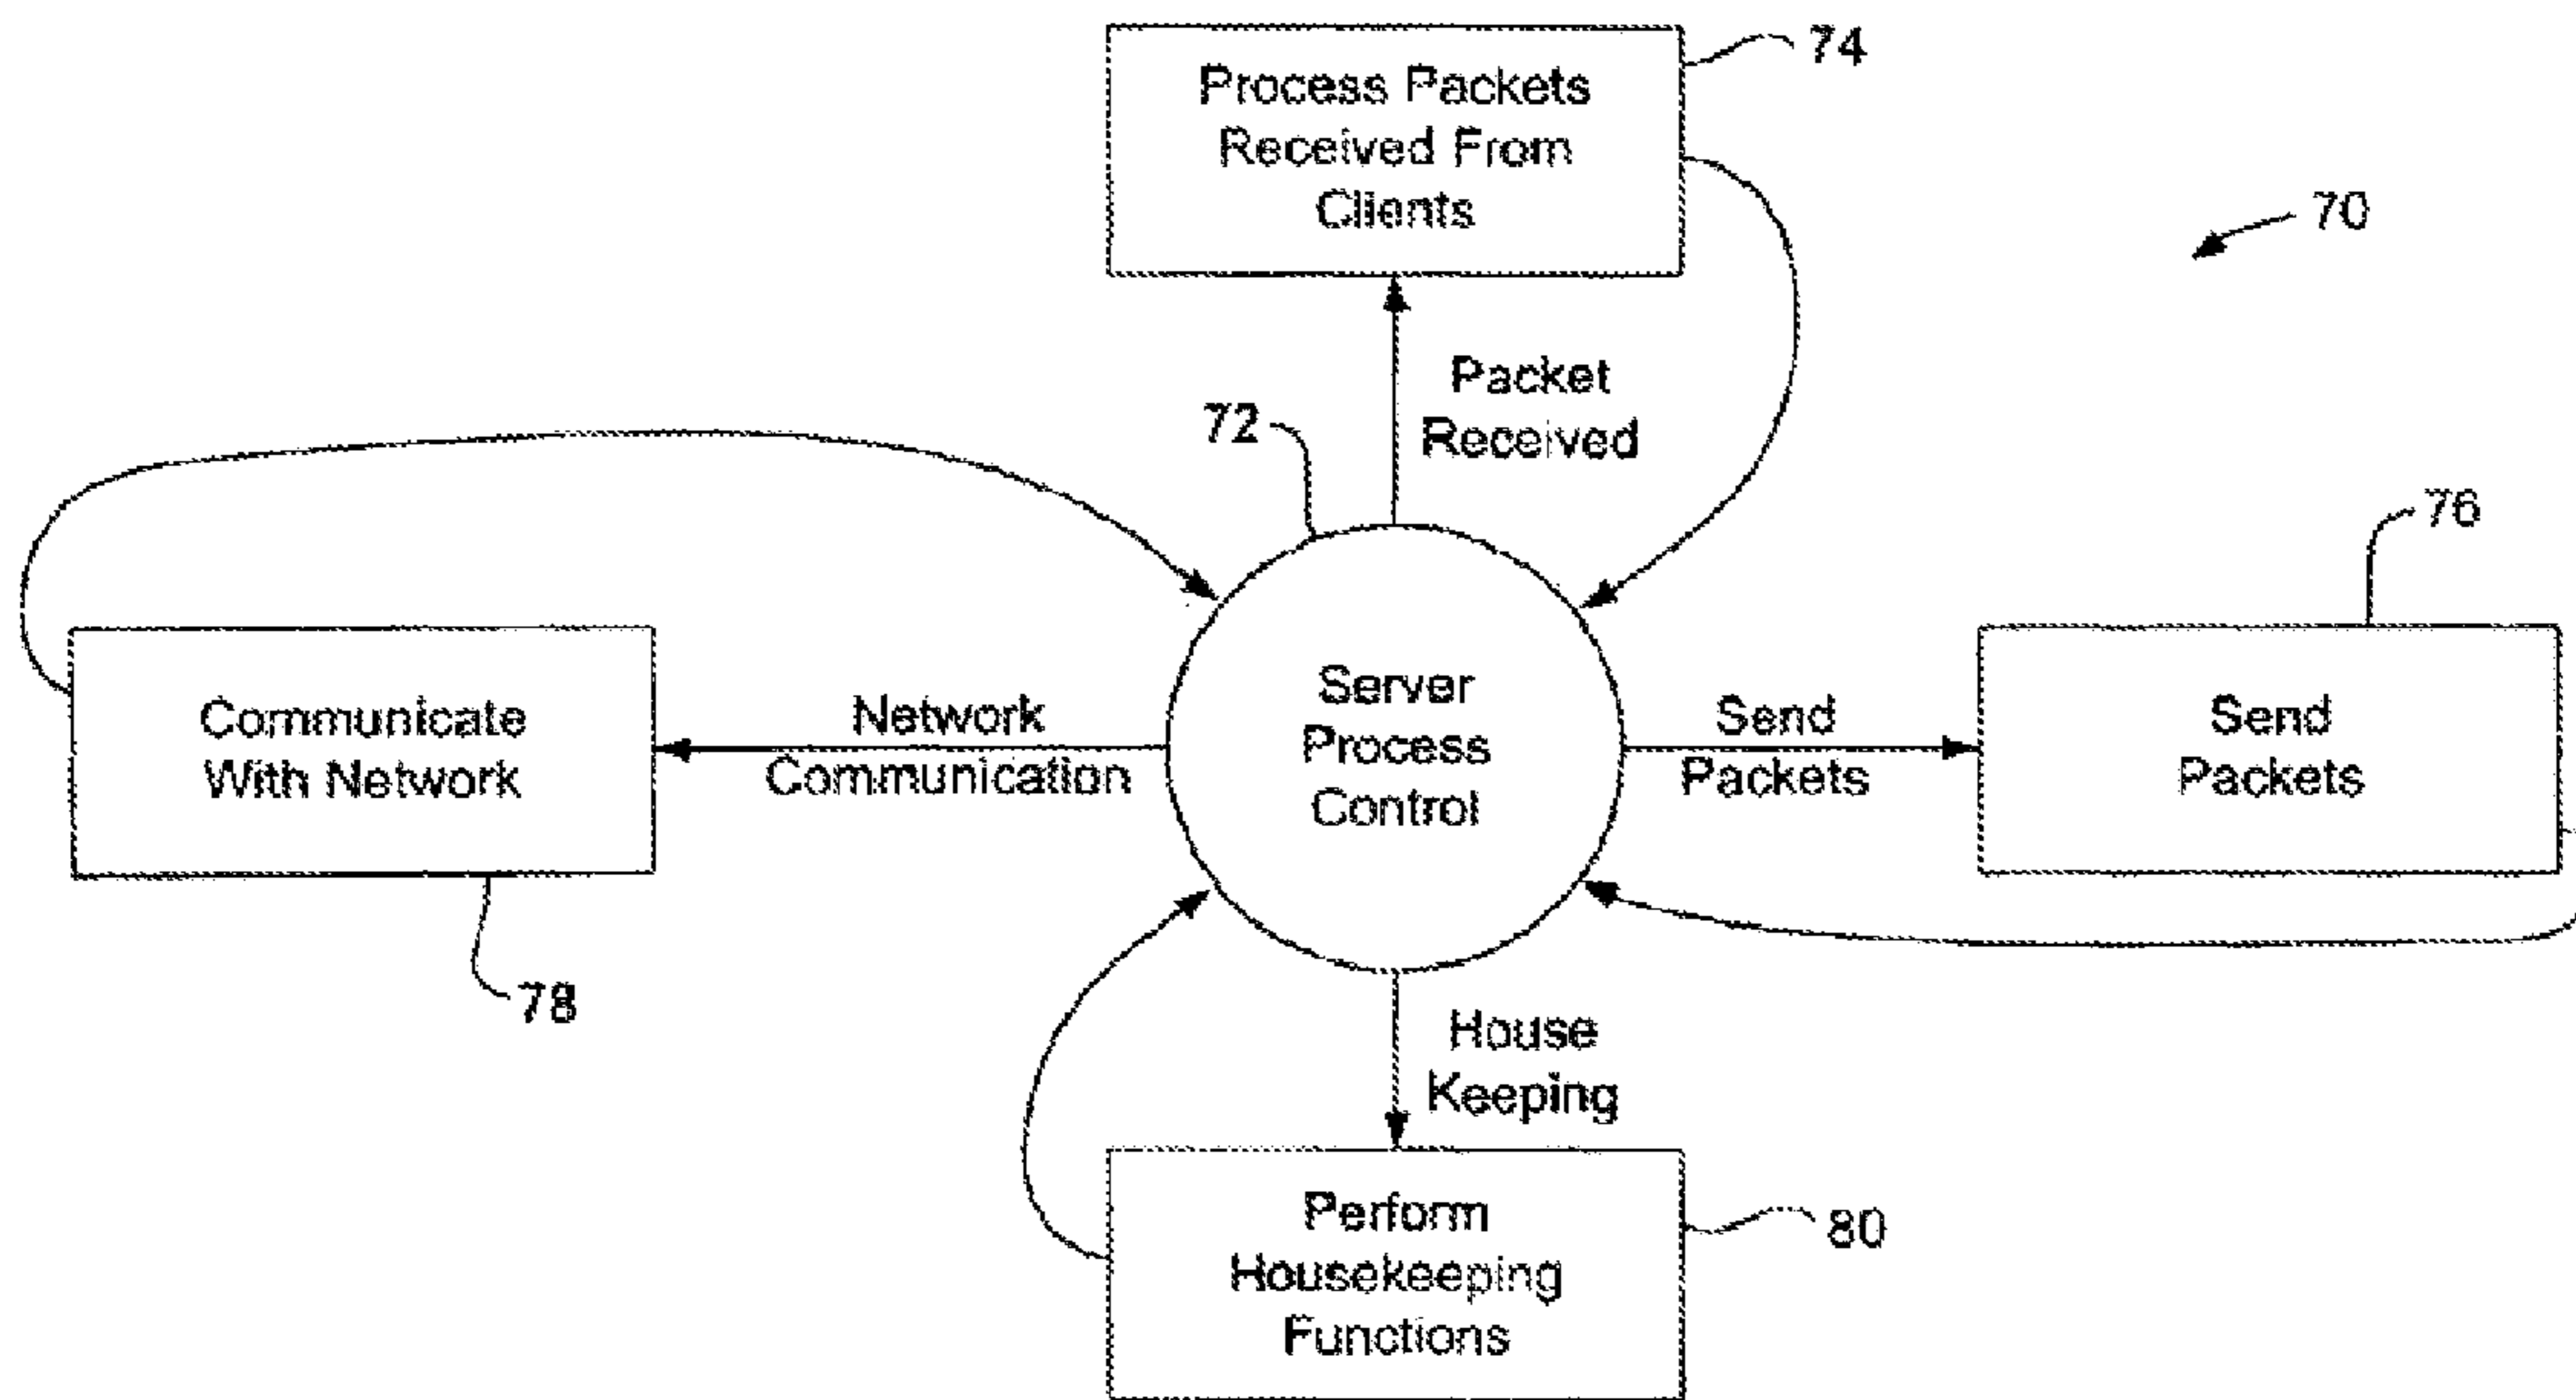 74
Process Packets
Received From
Clients
70
Packet
Received
72
76
Server
Process
Control
Send
Packets
Send
Packets
Network
Communication
Communicate
With Network
78
House
Keeping
Perform
Housekeeping
Functions
80